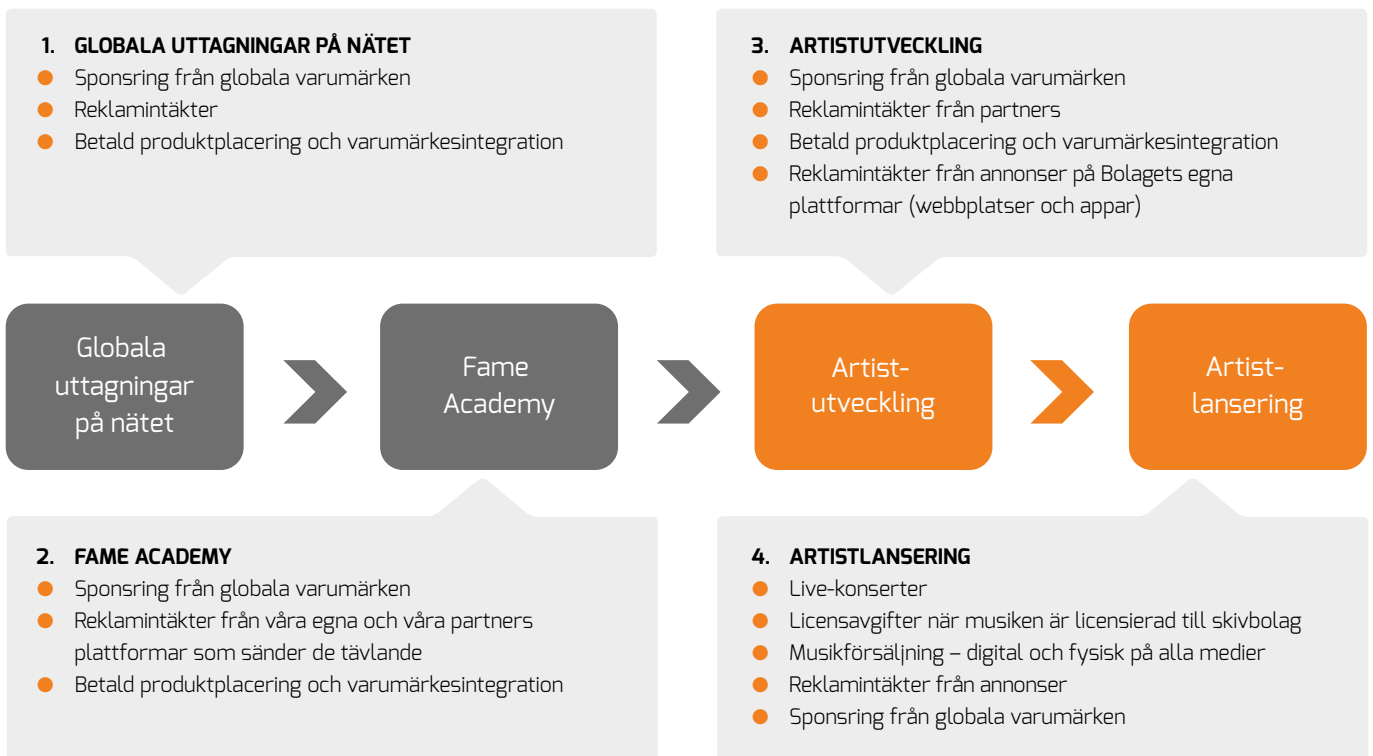 1. GLOBALA UTTAGNINGAR PÅ NÄTET
● Sponsring från globala varumärken
● Reklamintäkter
● Betald produktplacering och varumärkesintegration
3. ARTISTUTVECKLING
● Sponsring från globala varumärken
● Reklamintäkter från partners
● Betald produktplacering och varumärkesintegration
● Reklamintäkter från annonser på Bolagets egna
plattformar (webbplatser och appar)
Globala
uttagningar
på nätet
Fame
Academy
Artist-
utveckling
Artist-
lansering
2. FAME ACADEMY
● Sponsring från globala varumärken
● Reklamintäkter från våra egna och våra partners
plattformar som sänder de tävlande
● Betald produktplacering och varumärkesintegration
4. ARTISTLANSERING
● Live-konserter
● Licensavgifter när musiken är licensierad till skivbolag
● Musikförsäljning – digital och fysisk på alla medier
● Reklamintäkter från annonser
● Sponsring från globala varumärken